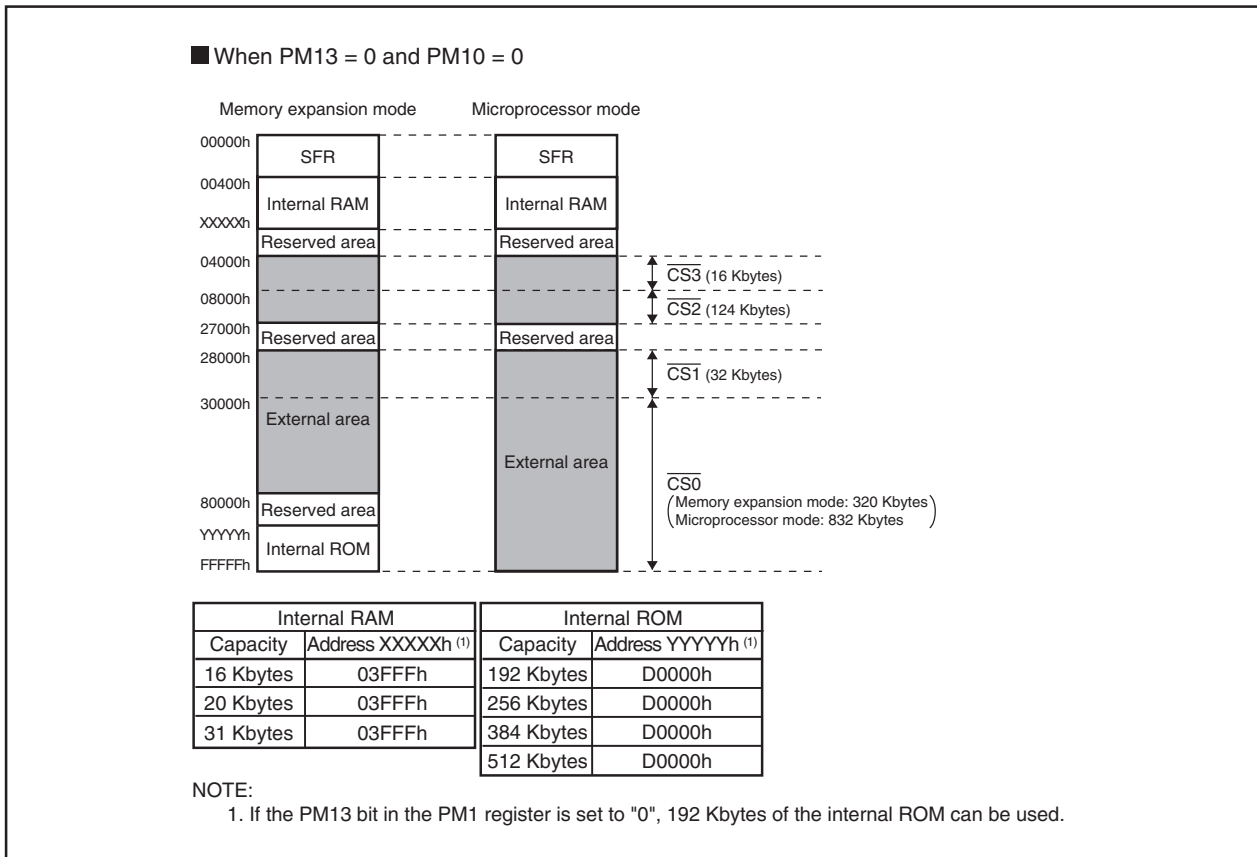 ■ When PM13 = 0 and PM10 = 0
Memory expansion mode
Microprocessor mode
00000h
SFR
SFR
00400h
Internal RAM
Internal RAM
XXXXXh
Reserved area
Reserved area
04000h
CS3 (16 Kbytes)
08000h
CS2 (124 Kbytes)
27000h
Reserved area
Reserved area
28000h
CS1 (32 Kbytes)
30000h
External area
External area
CS0
(Memory expansion mode: 320 Kbytes
Microprocessor mode: 832 Kbytes)
80000h
Reserved area
YYYYYh
Internal ROM
FFFFFh
Internal RAM
Capacity Address XXXXXh (1)
16 Kbytes 03FFFh
20 Kbytes 03FFFh
31 Kbytes 03FFFh
Internal ROM
Capacity Address YYYYYh (1)
192 Kbytes D0000h
256 Kbytes D0000h
384 Kbytes D0000h
512 Kbytes D0000h
NOTE:
1. If the PM13 bit in the PM1 register is set to "0", 192 Kbytes of the internal ROM can be used.